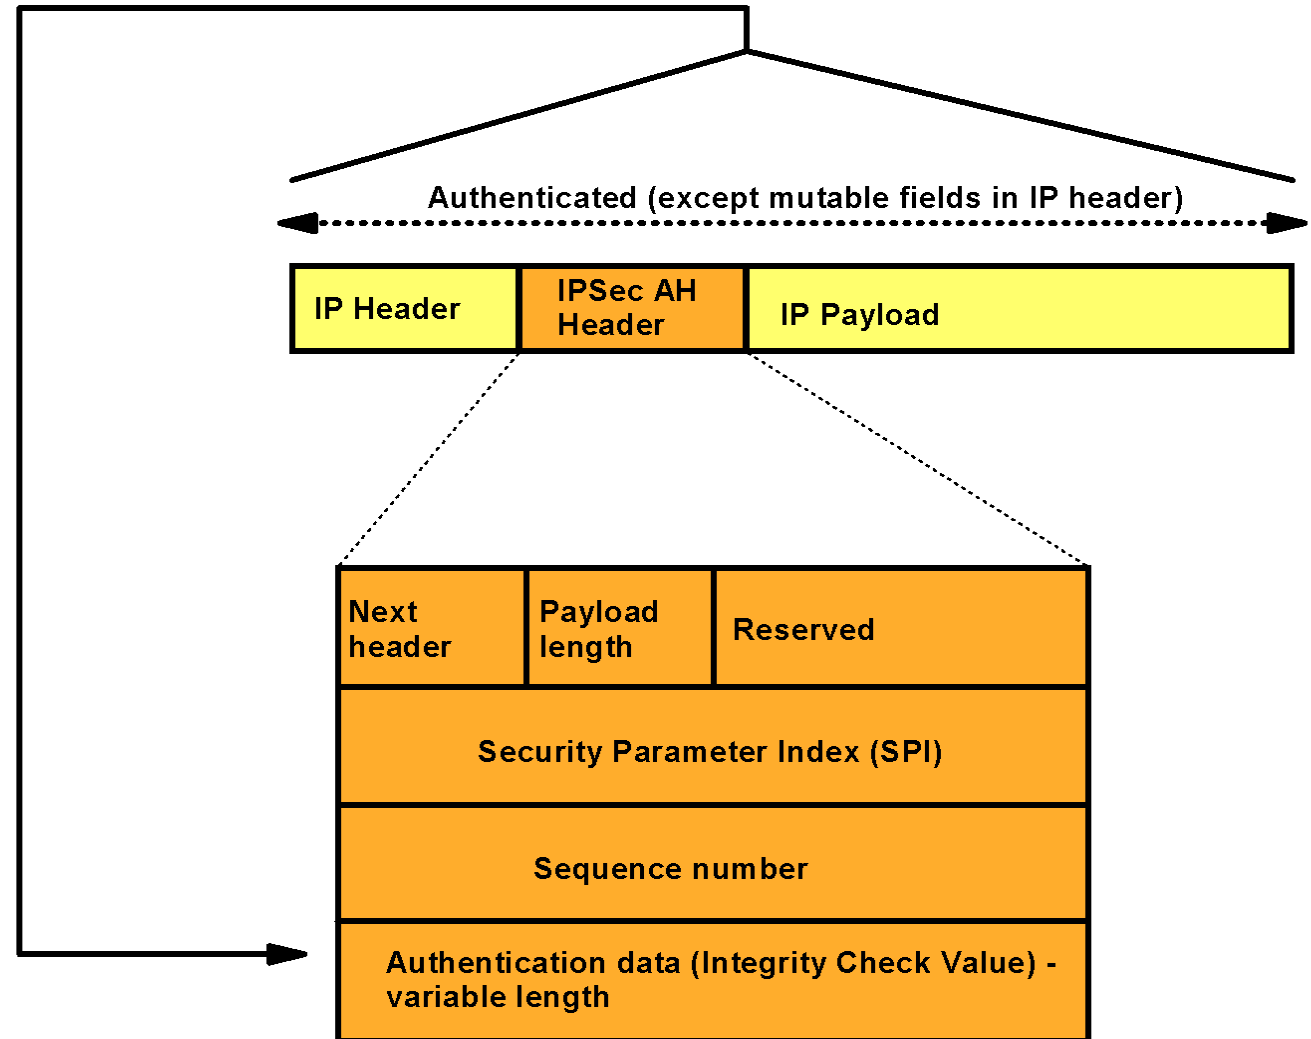 Authenticated (except mutable fields in IP header)
IP Header
IPSec AH
Header
IP Payload
Next
header
Payload
length
Reserved
Security Parameter Index (SPI)
Sequence number
Authentication data (Integrity Check Value) -
variable length